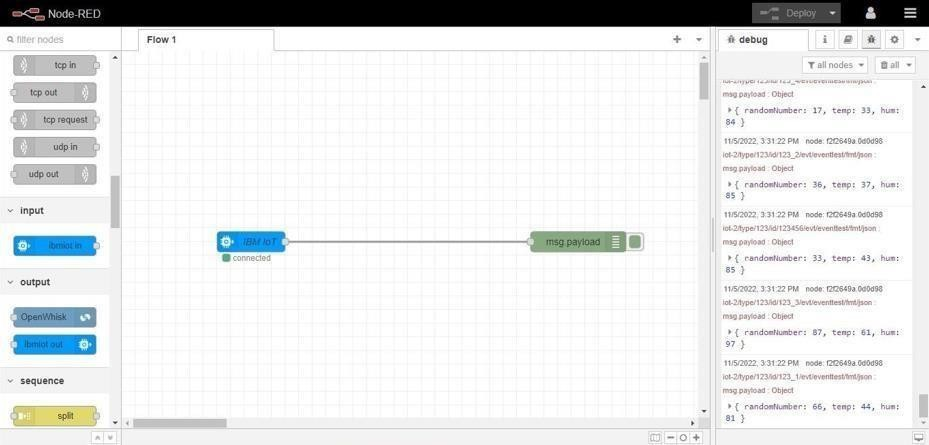 Node-RED
Deploy
filter nodes
Flow 1
debug
i
all nodes
all
tcp in
tcp out
tcp request
udp in
udp out
input
ibmiot in
output
OpenWhisk
ibmiot out
sequence
split
IBM IoT
connected
msg.payload
iot-2/type/123/id/123_4/evt/eventtest/fmt/json :
msg.payload : Object
{ randomNumber: 17, temp: 33, hum:
84 }
11/5/2022, 3:31:22 PM node: f2f2649a.0d0d98
iot-2/type/123/id/123_2/evt/eventtest/fmt/json :
msg.payload : Object
{ randomNumber: 36, temp: 37, hum:
85 }
11/5/2022, 3:31:22 PM node: f2f2649a.0d0d98
iot-2/type/123/id/123456/evt/eventtest/fmt/json :
msg.payload : Object
{ randomNumber: 33, temp: 43, hum:
85 }
11/5/2022, 3:31:22 PM node: f2f2649a.0d0d98
iot-2/type/123/id/123_3/evt/eventtest/fmt/json :
msg.payload : Object
{ randomNumber: 87, temp: 61, hum:
97 }
11/5/2022, 3:31:22 PM node: f2f2649a.0d0d98
iot-2/type/123/id/123_1/evt/eventtest/fmt/json :
msg.payload : Object
{ randomNumber: 66, temp: 44, hum:
81 }